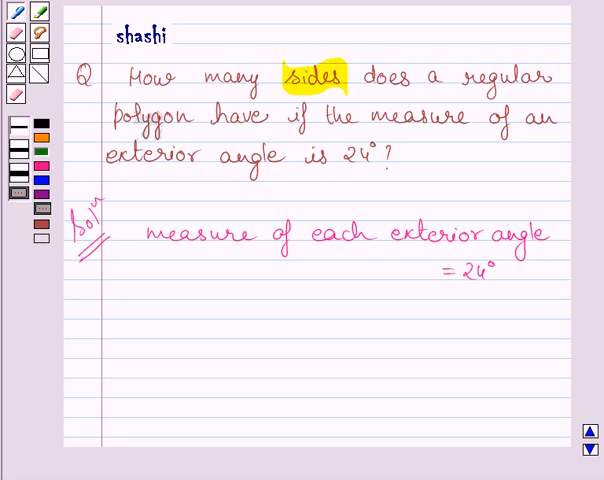 shashi
Q How many sides does a regular
polygon have if the measure of an
exterior angle is 24°?
Solⁿ measure of each exterior angle
= 24°